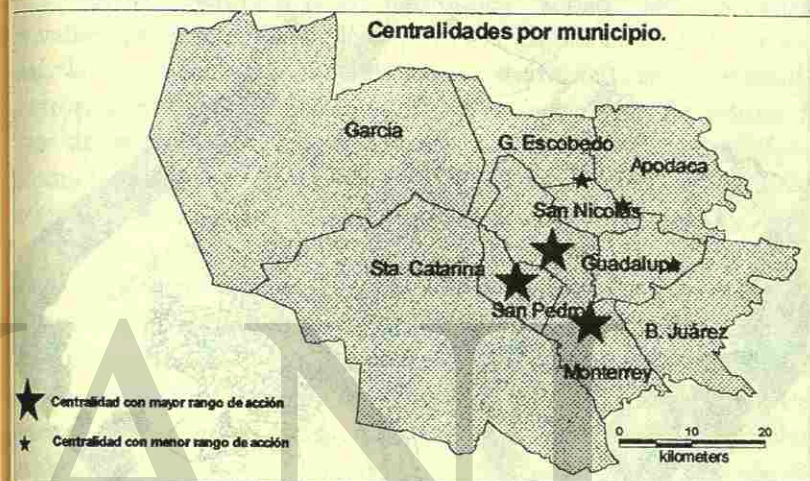 Centralidades por municipio.
García
G. Escobedo
Apodaca
San Nicolás
Sta. Catarina
Guadalupe
San Pedro
B. Juárez
Monterrey
Centralidad con mayor rango de acción
Centralidad con menor rango de acción
0 10 20
kilometers